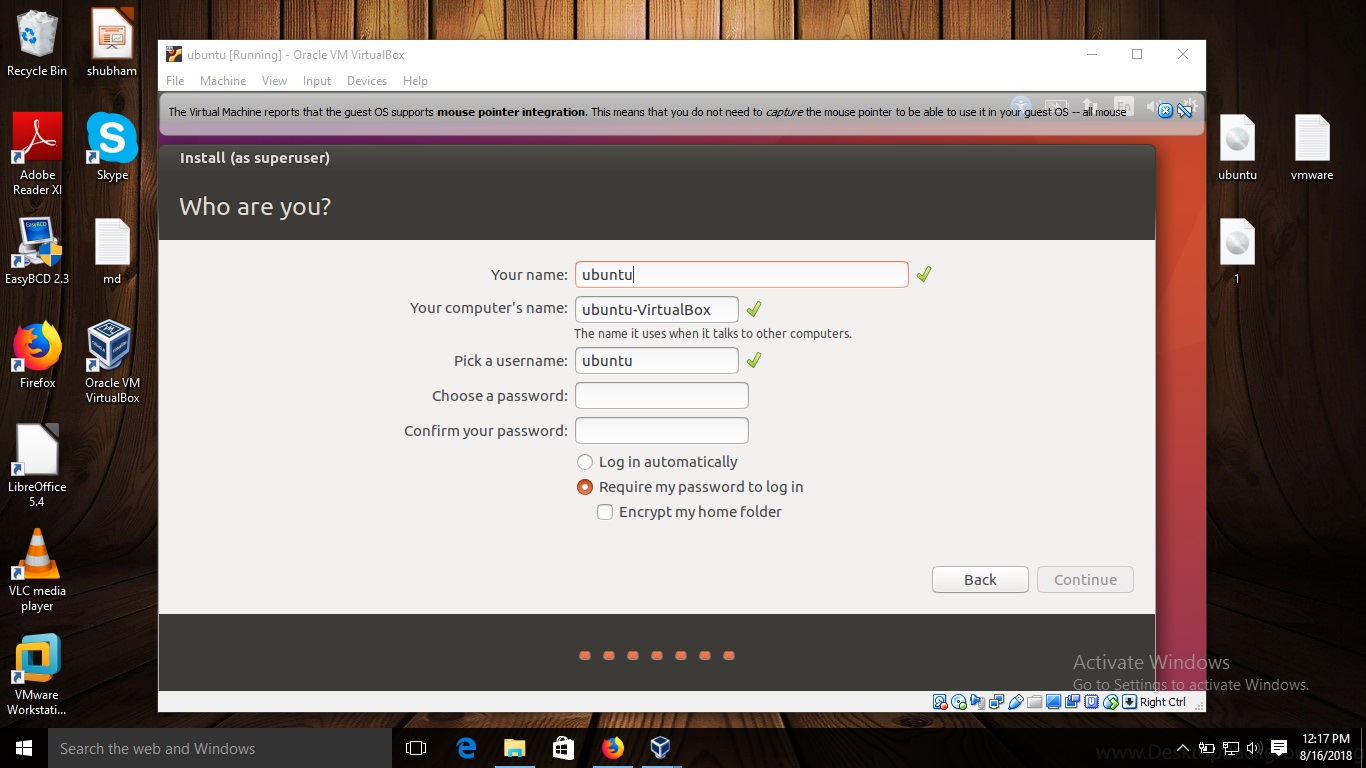 Recycle Bin
shubham
Adobe
Reader XI
Skype
EasyBCD 2.3
md
Firefox
Oracle VM
VirtualBox
LibreOffice
5.4
VLC media
player
VMware
Workstati...
ubuntu [Running] - Oracle VM VirtualBox
File Machine View Input Devices Help
The Virtual Machine reports that the guest OS supports mouse pointer integration. This means that you do not need to capture the mouse pointer to be able to use it in your guest OS -- all mouse
En
Install (as superuser)
Who are you?
Your name: ubuntu
Your computer's name: ubuntu-VirtualBox
The name it uses when it talks to other computers.
Pick a username: ubuntu
Choose a password:
Confirm your password:
Log in automatically
Require my password to log in
Encrypt my home folder
Back Continue
Right Ctrl
ubuntu
vmware
1
Activate Windows
Go to Settings to activate Windows.
Search the web and Windows
12:17 PM
8/16/2018